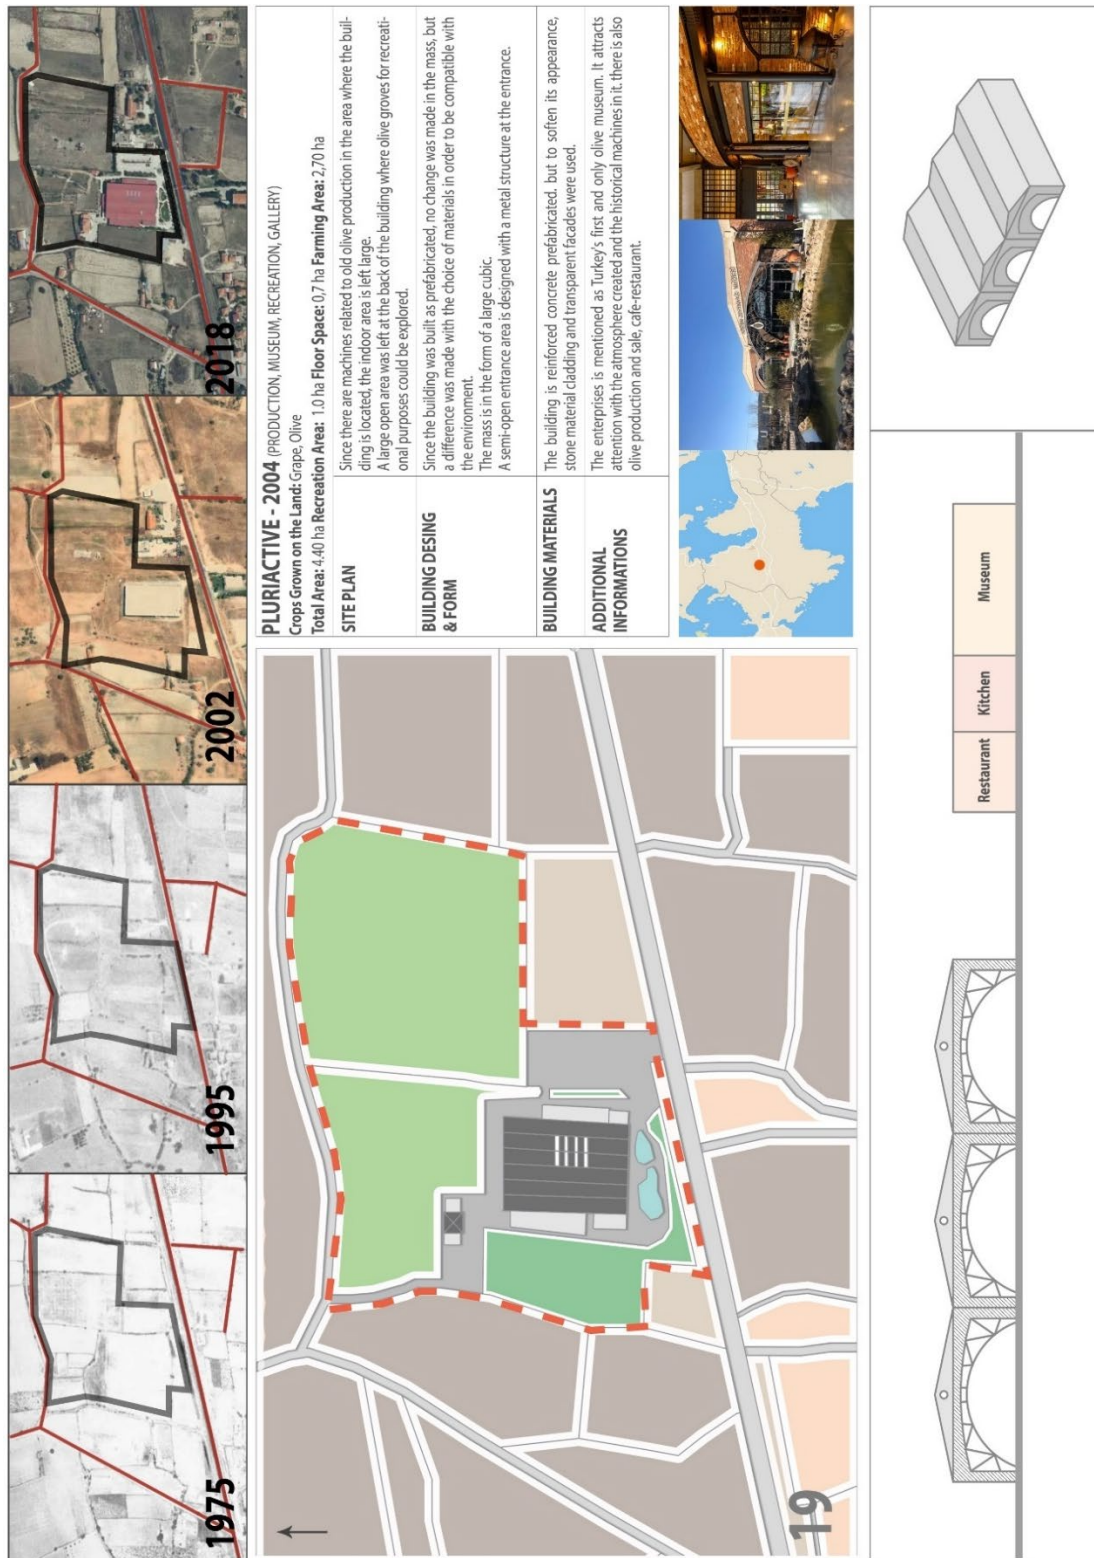 1975
1995
2002
2018
19
PLURIACTIVE - 2004 (PRODUCTION, MUSEUM, RECREATION, GALLERY)
Crops Grown on the Land: Grape, Olive
Total Area: 4.40 ha Recreation Area: 1.0 ha Floor Space: 0,7 ha Farming Area: 2,70 ha
SITE PLAN
Since there are machines related to old olive production in the area where the buil-
ding is located, the indoor area is left large.
A large open area was left at the back of the building where olive groves for recreati-
onal purposes could be explored.
BUILDING DESING
& FORM
Since the building was built as prefabricated, no change was made in the mass, but
a difference was made with the choice of materials in order to be compatible with
the environment.
The mass is in the form of a large cubic.
A semi-open entrance area is designed with a metal structure at the entrance.
BUILDING MATERIALS
The building is reinforced concrete prefabricated. but to soften its appearance,
stone material cladding and transparent facades were used.
ADDITIONAL
INFORMATIONS
The enterprises is mentioned as Turkey's first and only olive museum. It attracts
attention with the atmosphere created and the historical machines in it. there is also
olive production and sale, cafe-restaurant.
Restaurant
Kitchen
Museum